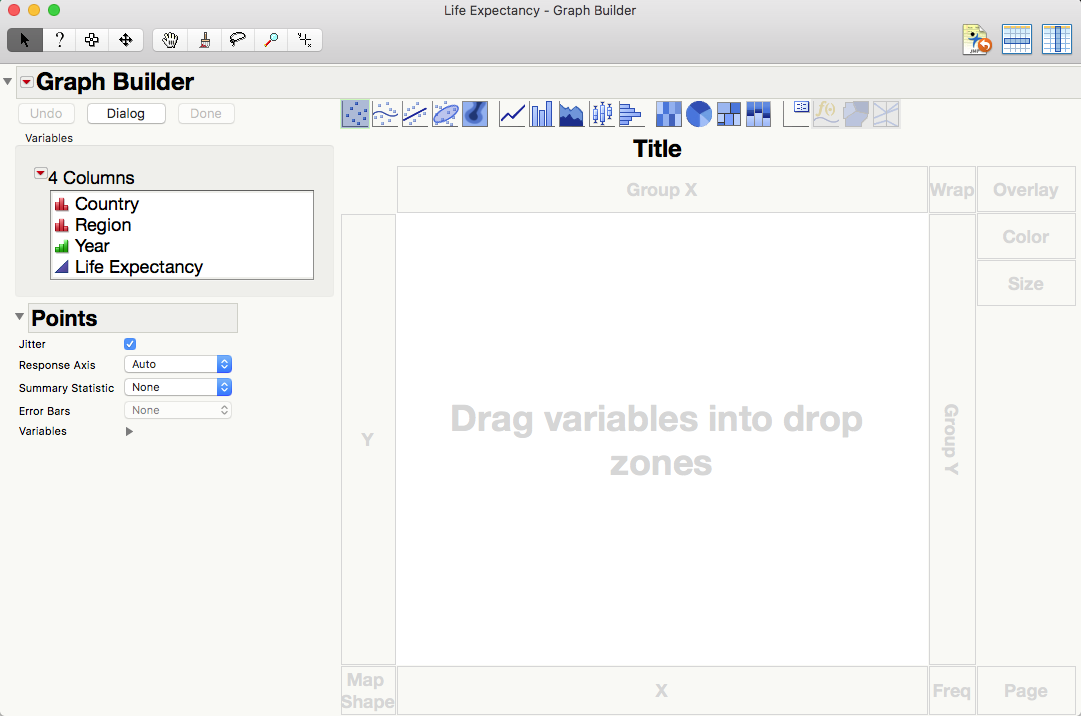 Life Expectancy - Graph Builder
?
JMP
Graph Builder
Undo
Dialog
Done
Variables
4 Columns
Country
Region
Year
Life Expectancy
Points
Jitter
Response Axis
Auto
Summary Statistic
None
Error Bars
None
Variables
f(x)
Title
Group X
Wrap
Overlay
Color
Size
Y
Drag variables into drop
zones
Group Y
Map
Shape
X
Freq
Page